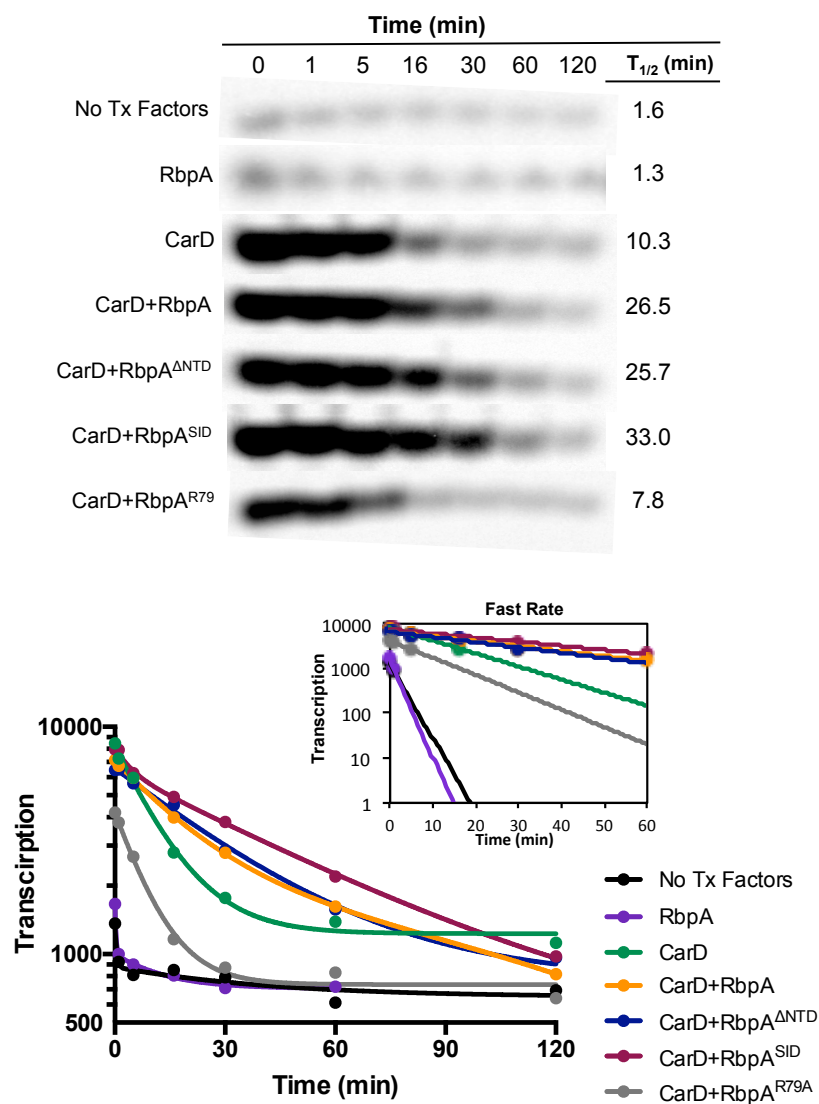 Time (min)
0 1 5 16 30 60 120 T1/2 (min)
No Tx Factors 1.6
RbpA 1.3
CarD 10.3
CarD+RbpA 26.5
CarD+RbpAΔNTD 25.7
CarD+RbpASID 33.0
CarD+RbpAR79 7.8
Fast Rate
10000
1000
100
10
1
Transcription
0 10 20 30 40 50 60
Time (min)
10000
1000
500
Transcirption
0 30 60 90 120
Time (min)
No Tx Factors
RbpA
CarD
CarD+RbpA
CarD+RbpAΔNTD
CarD+RbpASID
CarD+RbpAR79A